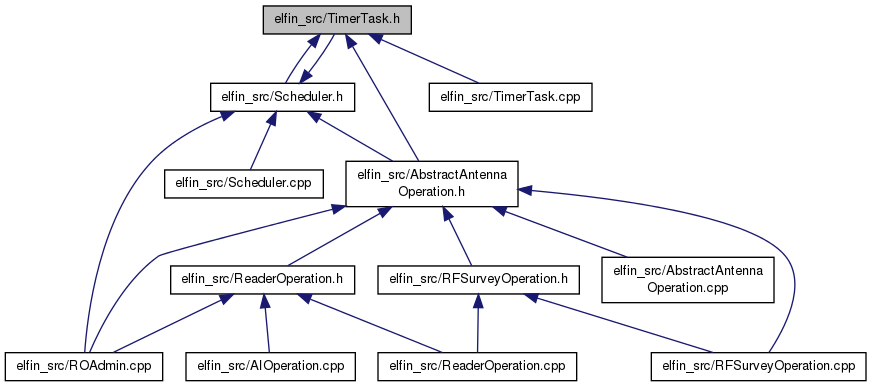 elfin_src/TimerTask.h
elfin_src/Scheduler.h
elfin_src/TimerTask.cpp
elfin_src/Scheduler.cpp
elfin_src/AbstractAntenna
Operation.h
elfin_src/ReaderOperation.h
elfin_src/RFSurveyOperation.h
elfin_src/AbstractAntenna
Operation.cpp
elfin_src/ROAdmin.cpp
elfin_src/AIOperation.cpp
elfin_src/ReaderOperation.cpp
elfin_src/RFSurveyOperation.cpp